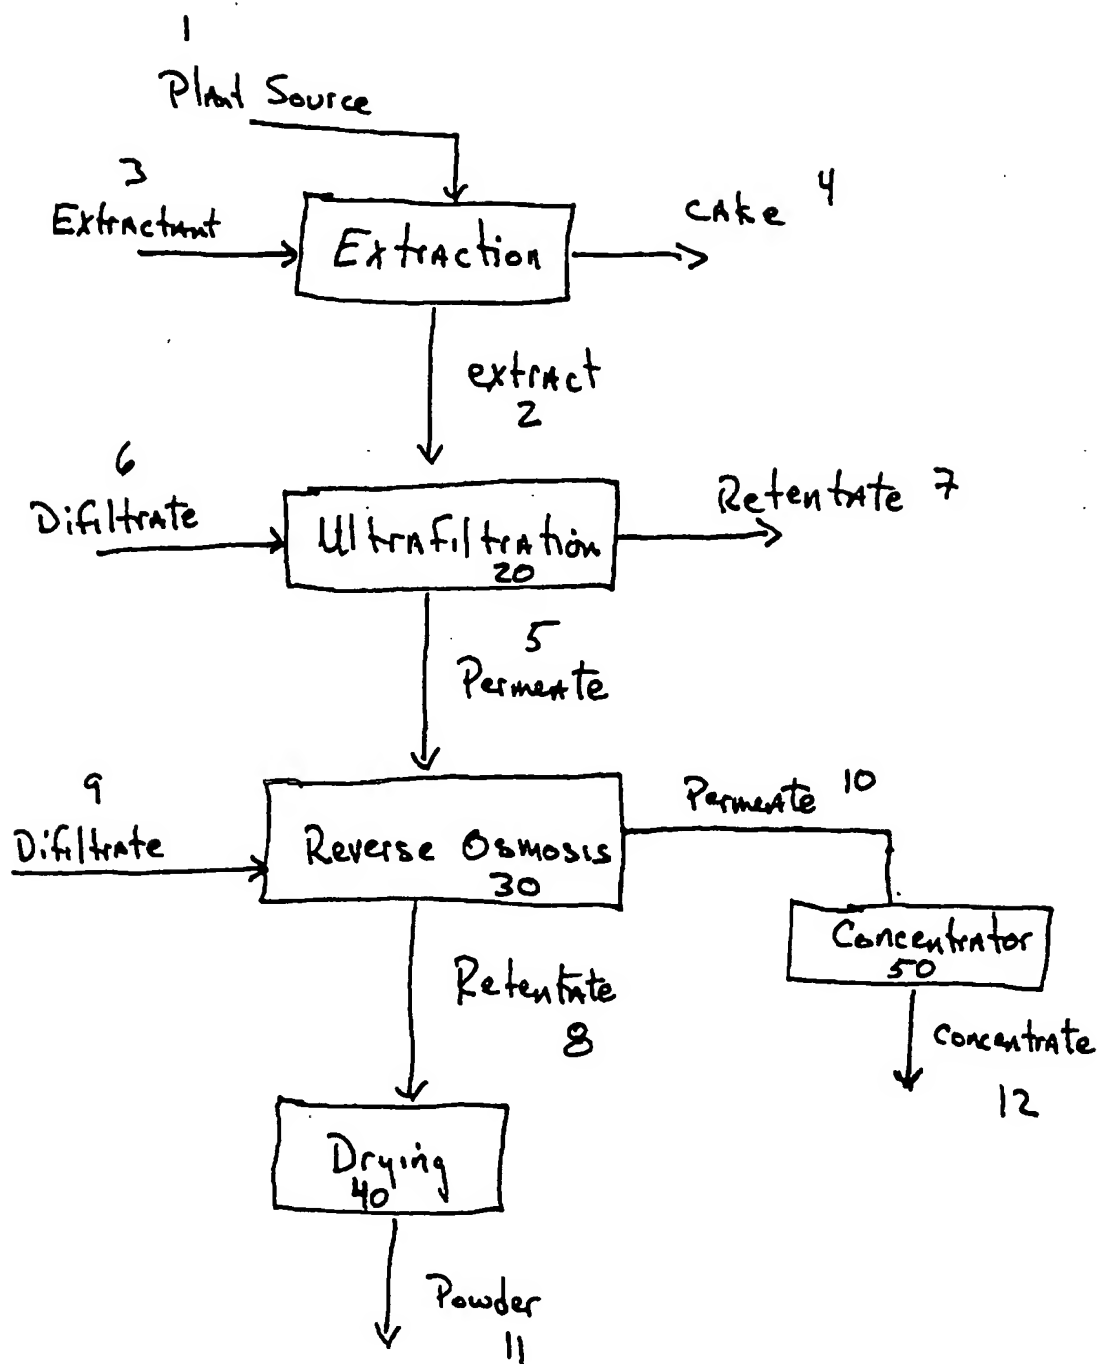 1
Plant Source
3
Extractant
Extraction
Cake 4
extract
2
6
Difiltrate
Ultrafiltration
20
Retentate 7
5
Permeate
9
Difiltrate
Reverse Osmosis
30
Permeate 10
Concentrator
50
Concentrate
12
Retentate
8
Drying
40
Powder
11